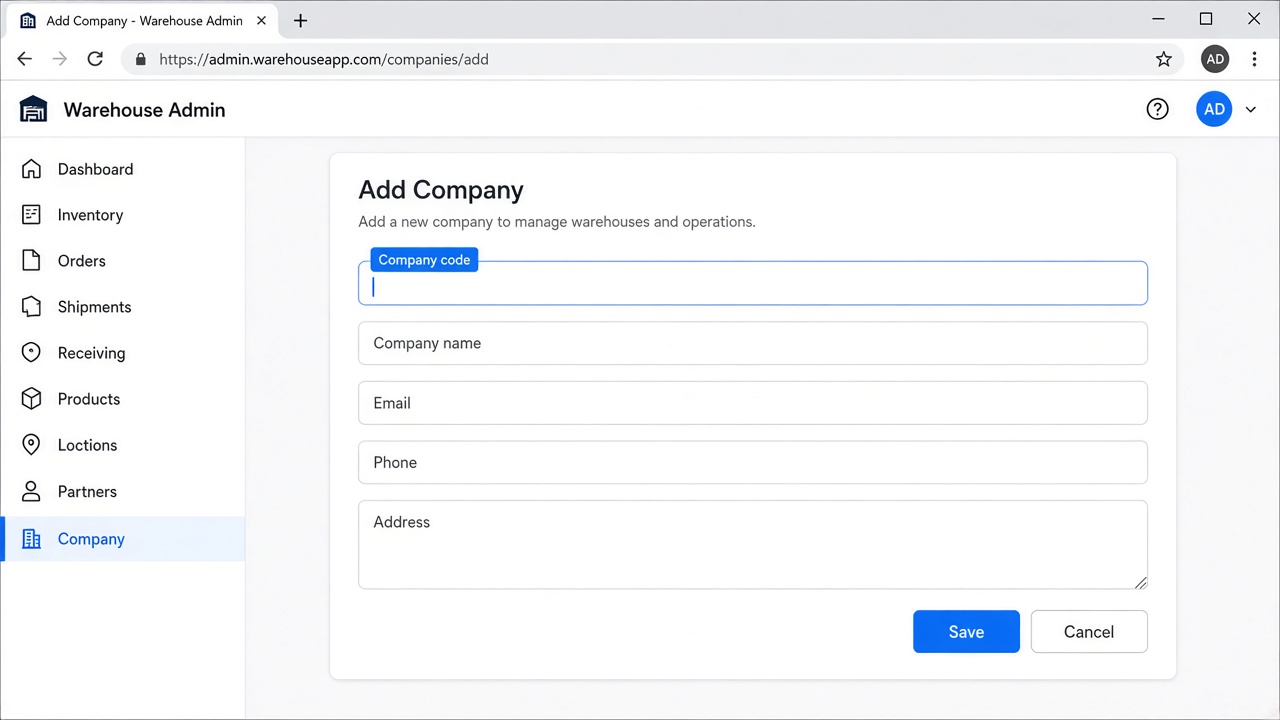 Add Company - Warehouse Admin
https://admin.warehouseapp.com/companies/add
AD
Warehouse Admin
AD
Dashboard
Inventory
Orders
Shipments
Receiving
Products
Loctions
Partners
Company
Add Company
Add a new company to manage warehouses and operations.
Company code
Company name
Email
Phone
Address
Save
Cancel